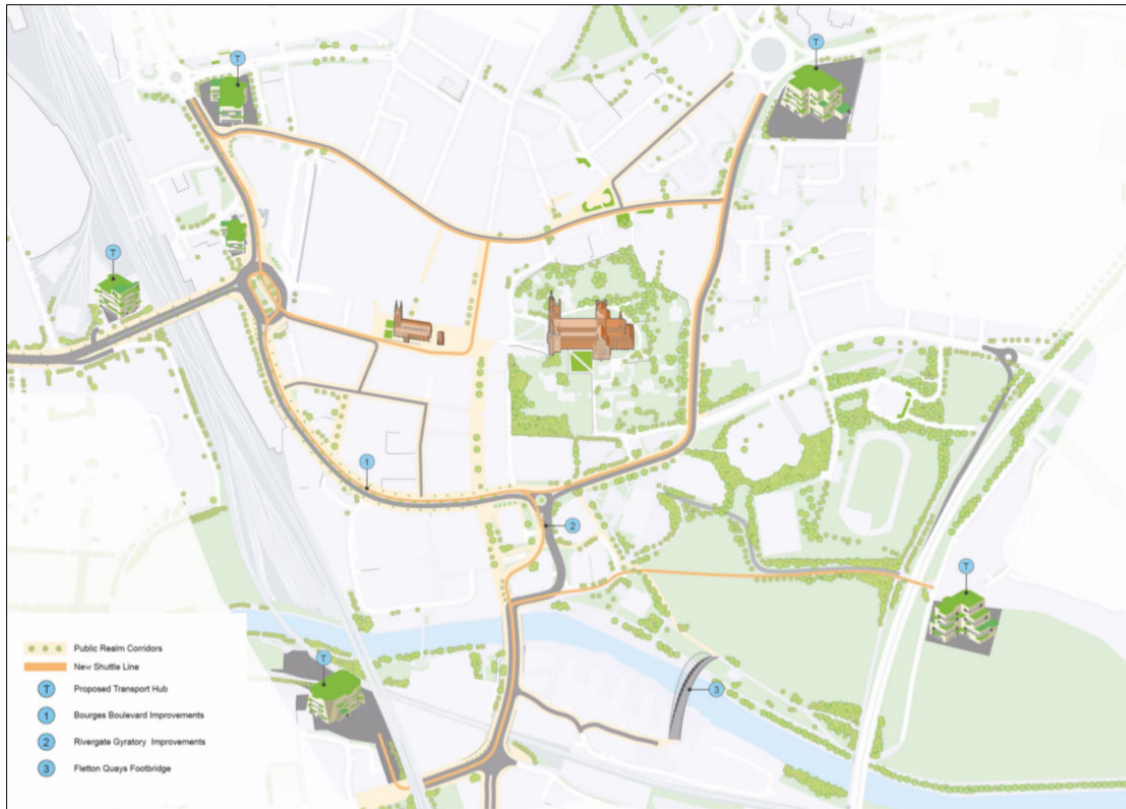 T
T
T
1
2
T
T
3
Public Realm Corridors
New Shuttle Line
T Proposed Transport Hub
1 Bourges Boulevard Improvements
2 Rivergate Gyratory Improvements
3 Fletton Quays Footbridge